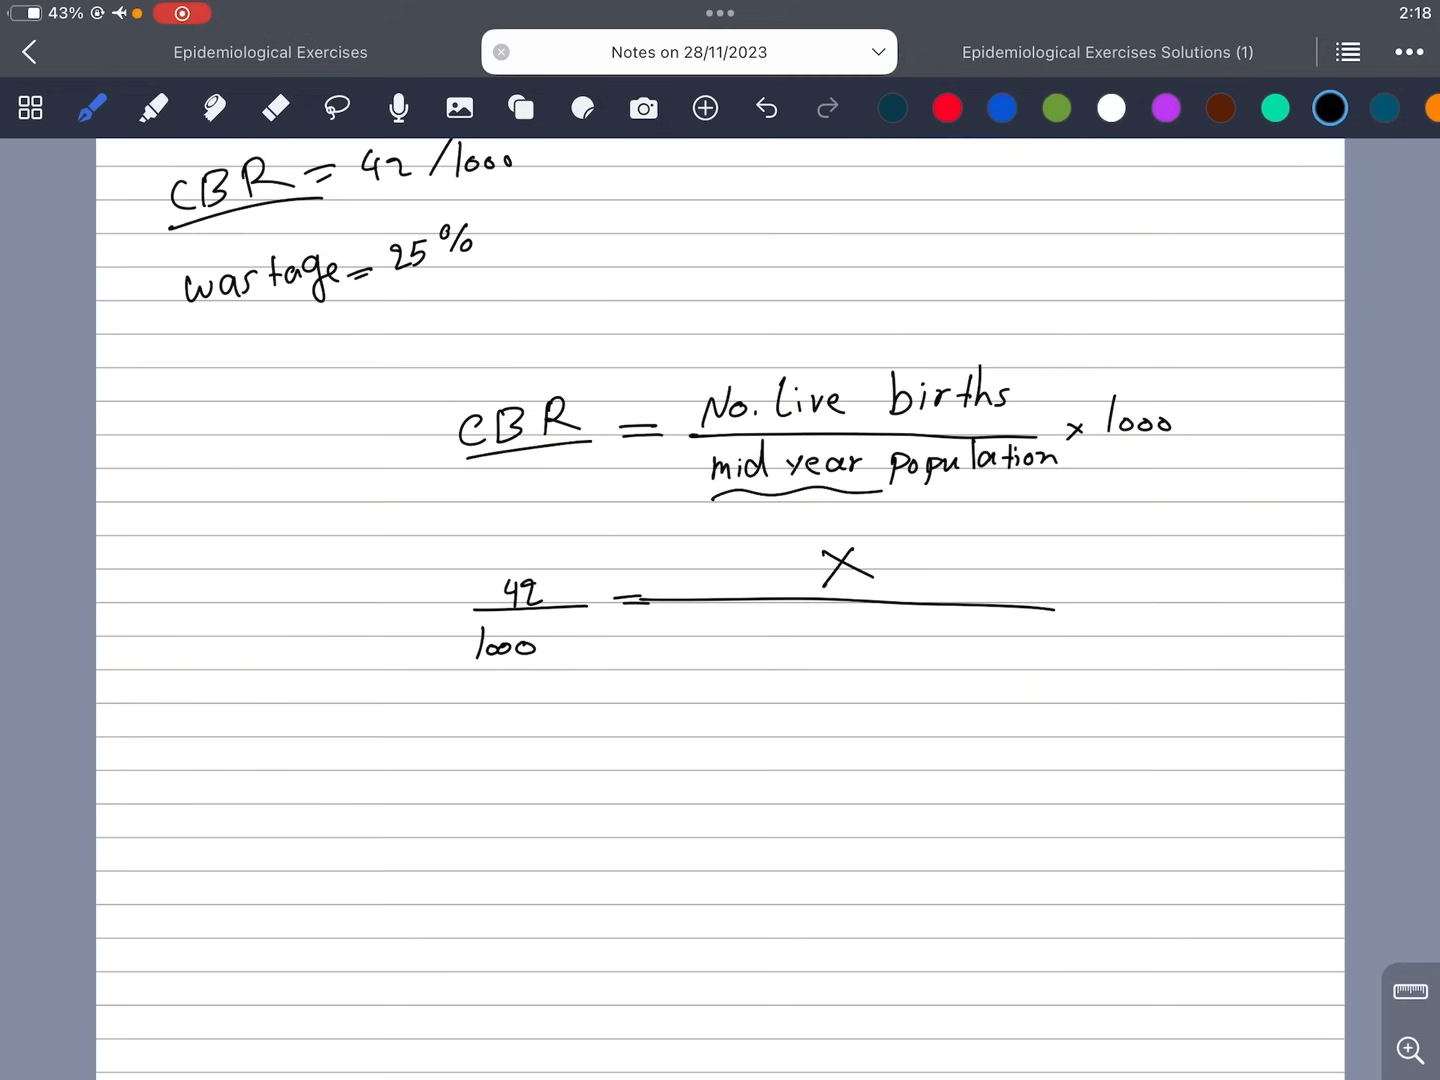 43% 2:18
Epidemiological Exercises Notes on 28/11/2023 Epidemiological Exercises Solutions (1)
CBR = 42 /1000
wastage = 25%
CBR = No. live births / mid year population × 1000
42 / 1000 = X